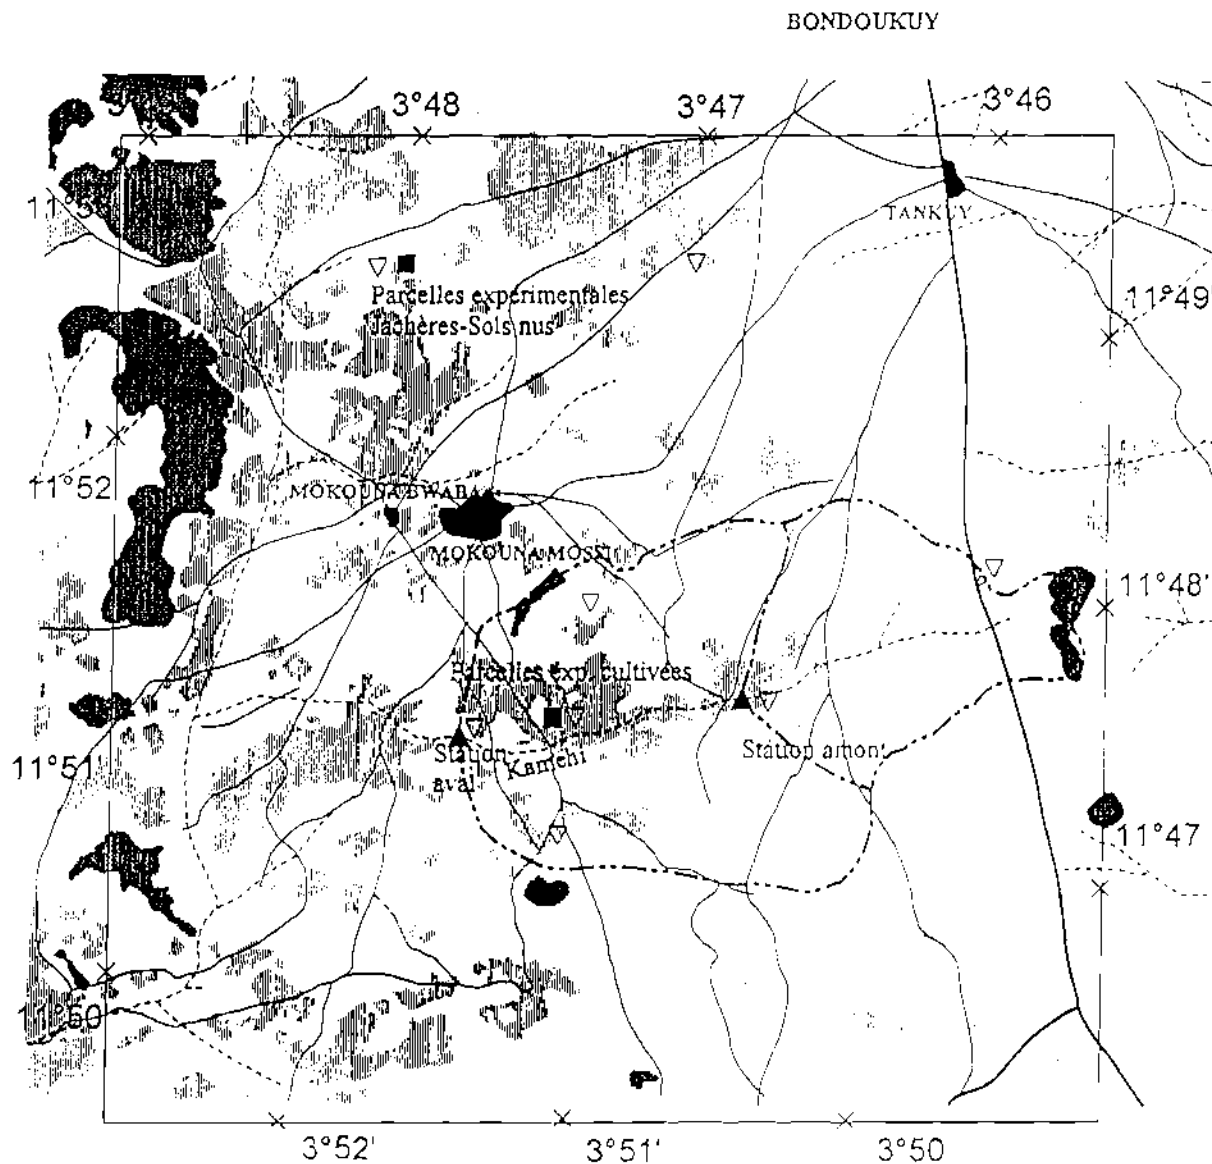 BONDOUKUY
3°48
3°47
3°46
TANKUY
11°49'
Parcelles expérimentales
Jachères-Sols nus
11°52
MOKOUNA BWABA
MOKOUNA MOSSI
11°48'
Parcelles exp. cultivées
Station
aval
Kamehi
Station amont
11°51'
11°47
11°50
3°52'
3°51'
3°50